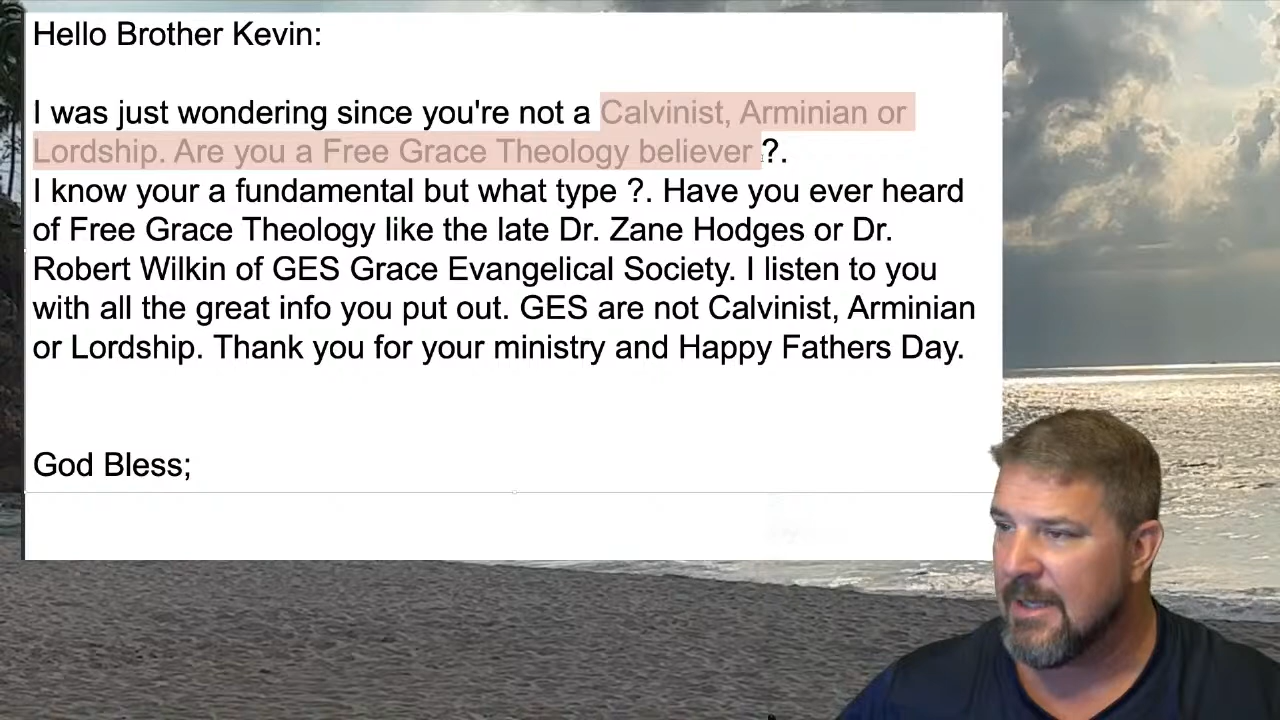 Hello Brother Kevin:
I was just wondering since you're not a Calvinist, Arminian or
Lordship. Are you a Free Grace Theology believer ?.
I know your a fundamental but what type ?. Have you ever heard
of Free Grace Theology like the late Dr. Zane Hodges or Dr.
Robert Wilkin of GES Grace Evangelical Society. I listen to you
with all the great info you put out. GES are not Calvinist, Arminian
or Lordship. Thank you for your ministry and Happy Fathers Day.
God Bless;